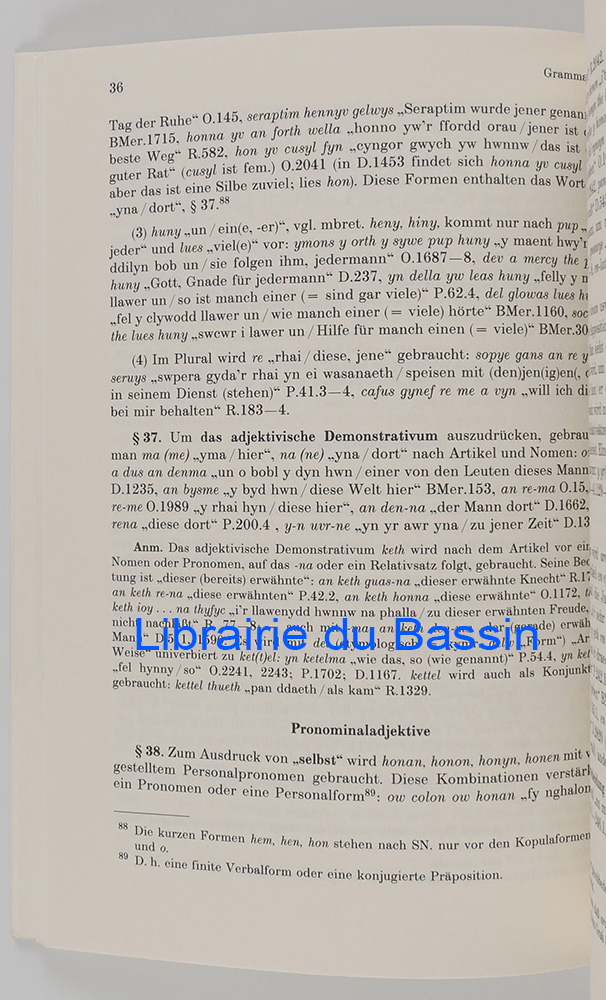 36
Gramma
Tag der Ruhe“ O.145, seraptim hennyv gelwys „Seraptim wurde jener genan
BMer.1715, honna yv an forth wella „honno yw'r ffordd orau / jener ist
beste Weg“ R.582, hon yv cusyl fyn „cyngor gwych yw hwnnw / das ist
guter Rat“ (cusyl ist fem.) O.2041 (in D.1453 findet sich honna yw cusyl
aber das ist eine Silbe zuviel; lies hon). Diese Formen enthalten das Wort
„yna / dort“, § 37.⁸⁸
(3) huny „un / ein(e, -er)“, vgl. mbret. heny, hiny, kommt nur nach pup „
jeder“ und lues „viel(e)“ vor: ymons y orth y sywe pup huny „y maent hwy'
ddilyn bob un / sie folgen ihm, jedermann“ O.1687—8, dev a mercy the
huny „Gott, Gnade für jedermann“ D.237, yn della yw leas huny „felly y
llawer un / so ist manch einer (= sind gar viele)“ P.62.4, del glowas lues
„fel y clywodd llawer un / wie manch einer (= viele) hörte“ BMer.1160, soc
the lues huny „swcwr i lawer un / Hilfe für manch einen (= viele)“ BMer.30
(4) Im Plural wird re „rhai / diese, jene“ gebraucht: sopye gans an re y
seruys „swpera gyda'r rhai yn ei wasanaeth / speisen mit (den)jen(ig)en(,
in seinem Dienst (stehen)“ P.41.3—4, cafus gynef re me a vyn „will ich di
bei mir behalten“ R.183—4.
§ 37. Um das adjektivische Demonstrativum auszudrücken, gebrau
man ma (me) „yma / hier“, na (ne) „yna / dort“ nach Artikel und Nomen:
a dus an denma „un o bobl y dyn hwn / einer von den Leuten dieses Mann
D.1235, an bysme „y byd hwn / diese Welt hier“ BMer.153, an re-ma O.15,
re-me O.1989 „y rhai hyn / diese hier“, an den-na „der Mann dort“ D.1662,
rena „diese dort“ P.200.4 , y-n uvr-ne „yn yr awr yna / zu jener Zeit“ D.13
Anm. Das adjektivische Demonstrativum keth wird nach dem Artikel vor ein
Nomen oder Pronomen, auf das -na oder ein Relativsatz folgt, gebraucht. Seine Bec
tung ist „dieser (bereits) erwähnte“: an keth guas-na „dieser erwähnte Knecht“ R.17
an keth re-na „diese erwähnten“ P.42.2, an keth honna „diese erwähnte“ O.1172,
keth ioy . . . na thyfyc „i'r llawenydd hwnnw na phalla / zu dieser erwähnten Freude,
erwäh
Weise“ univerbiert zu ket(t)el: yn ketelma „wie das, so (wie genannt)“ P.54.4, yn ket
„fel hynny / so“ O.2241, 2243; P.1702; D.1167. kettel wird auch als Konjunkt
gebraucht: kettel thueth „pan ddaeth / als kam“ R.1329.
Librairie du Bassin
Pronominaladjektive
§ 38. Zum Ausdruck von „selbst“ wird honan, honon, honyn, honen mit v
gestelltem Personalpronomen gebraucht. Diese Kombinationen verstärk
ein Pronomen oder eine Personalform⁸⁹: ow colon ow honan „fy nghalon
⁸⁸ Die kurzen Formen hem, hen, hon stehen nach SN. nur vor den Kopulaformen
und o.
⁸⁹ D. h. eine finite Verbalform oder eine konjugierte Präposition.